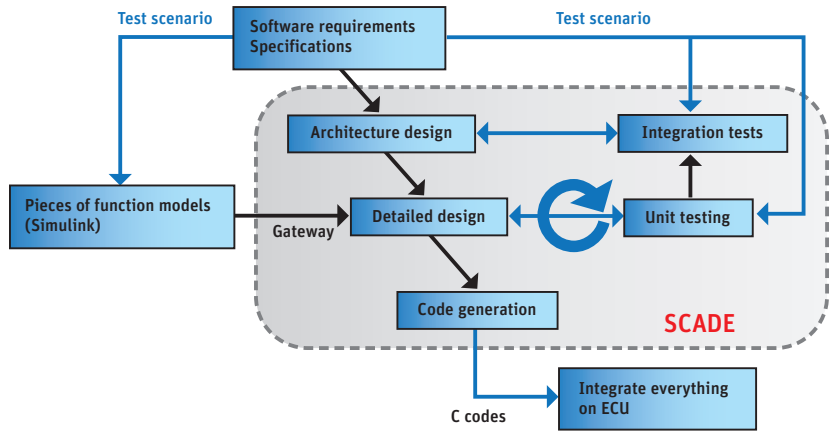 Test scenario
Software requirements
Specifications
Test scenario
Architecture design
Integration tests
Pieces of function models
(Simulink)
Gateway
Detailed design
Unit testing
Code generation
SCADE
C codes
Integrate everything
on ECU